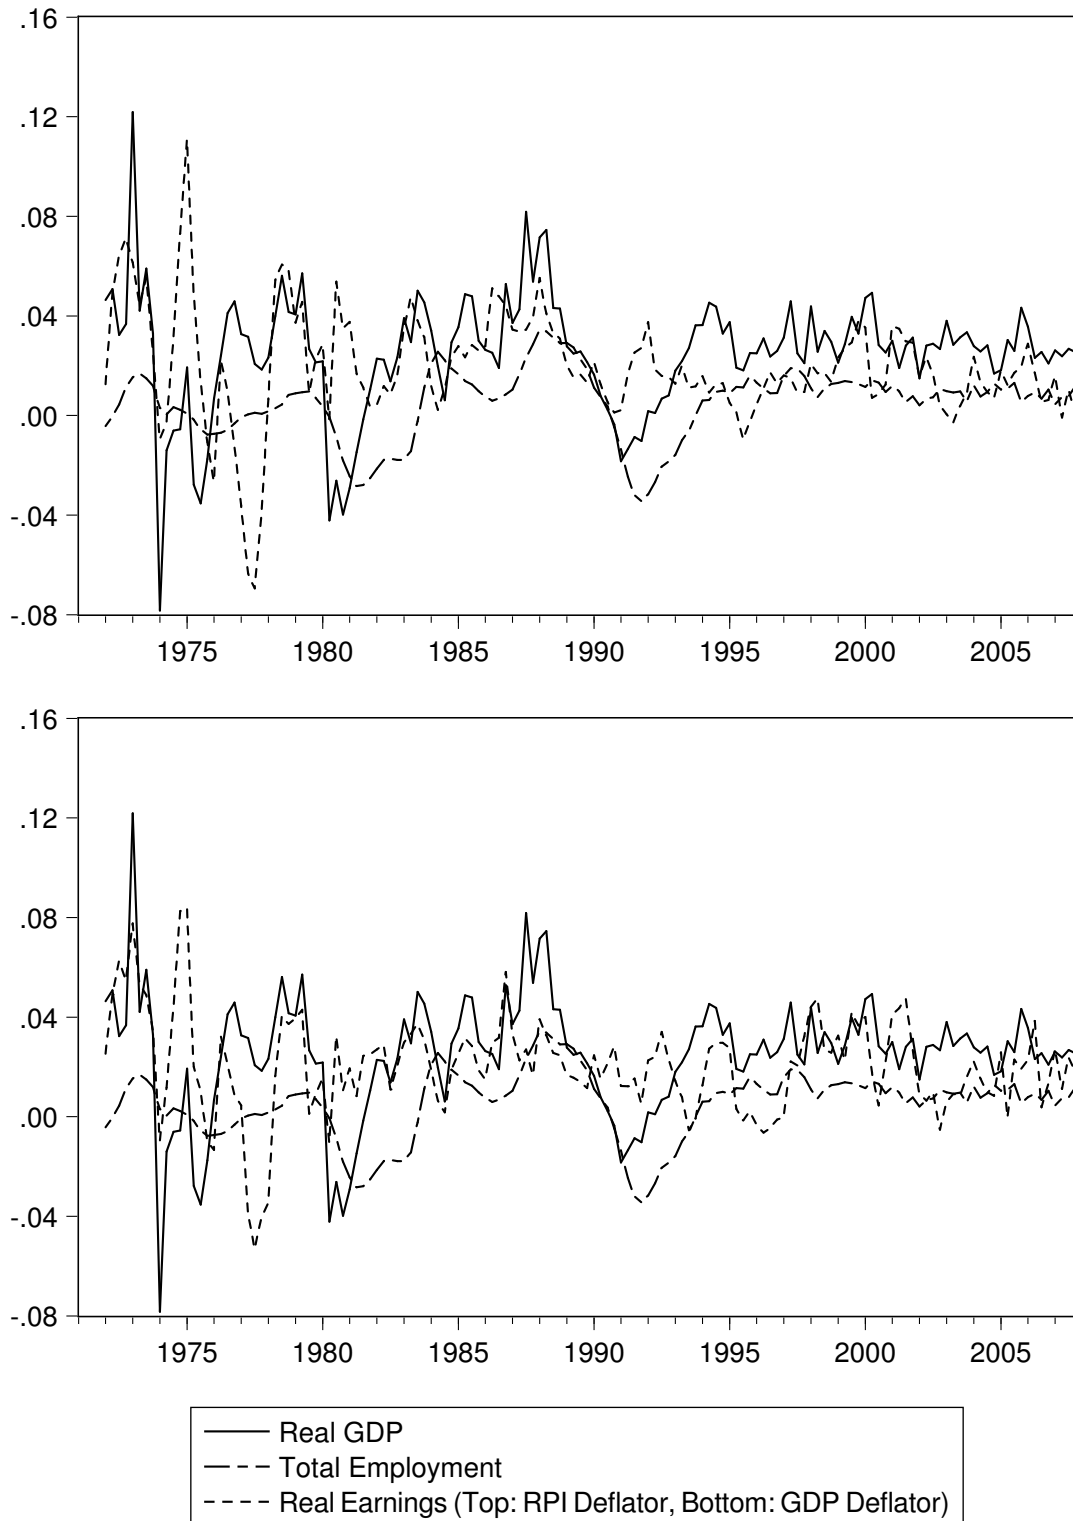 .16
.12
.08
.04
.00
-.04
-.08
1975 1980 1985 1990 1995 2000 2005
.16
.12
.08
.04
.00
-.04
-.08
1975 1980 1985 1990 1995 2000 2005
Real GDP
Total Employment
Real Earnings (Top: RPI Deflator, Bottom: GDP Deflator)